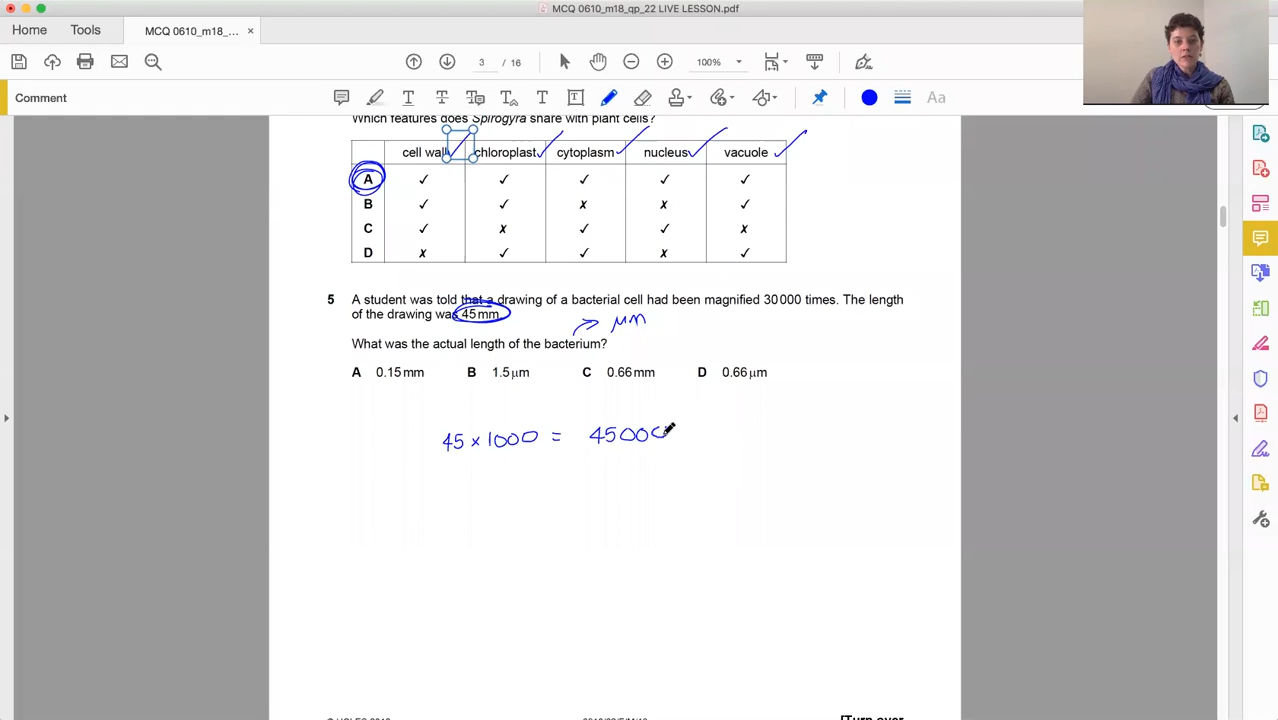 MCQ 0610_m18_qp_22 LIVE LESSON.pdf
Home Tools MCQ 0610_m18_... ×
3 / 16 100%
Comment Aa
Which features does Spirogyra share with plant cells?
cell wall chloroplast cytoplasm nucleus vacuole
A ✓ ✓ ✓ ✓ ✓
B ✓ ✓ ✗ ✗ ✓
C ✓ ✗ ✓ ✓ ✗
D ✗ ✓ ✓ ✗ ✓
5 A student was told that a drawing of a bacterial cell had been magnified 30 000 times. The length
of the drawing was 45 mm.
→ μm
What was the actual length of the bacterium?
A 0.15 mm B 1.5 μm C 0.66 mm D 0.66 μm
45 × 1000 = 45000